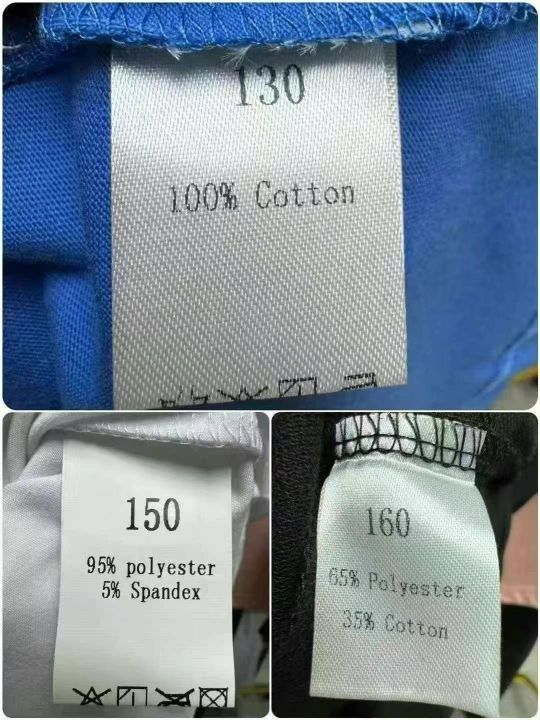 130
100% Cotton
150
95% polyester
5% Spandex
160
65% Polyester
35% Cotton